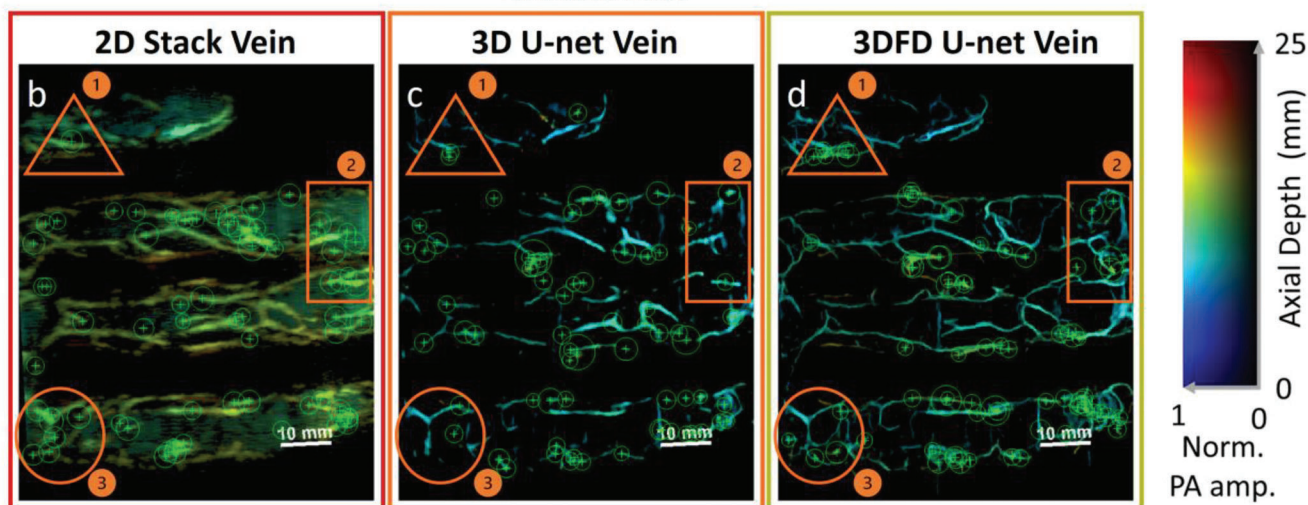 2D Stack Vein
3D U-net Vein
3DFD U-net Vein
b
1
2
3
10 mm
c
1
2
3
10 mm
d
1
2
3
10 mm
25
Axial Depth (mm)
0
1
0
Norm.
PA amp.